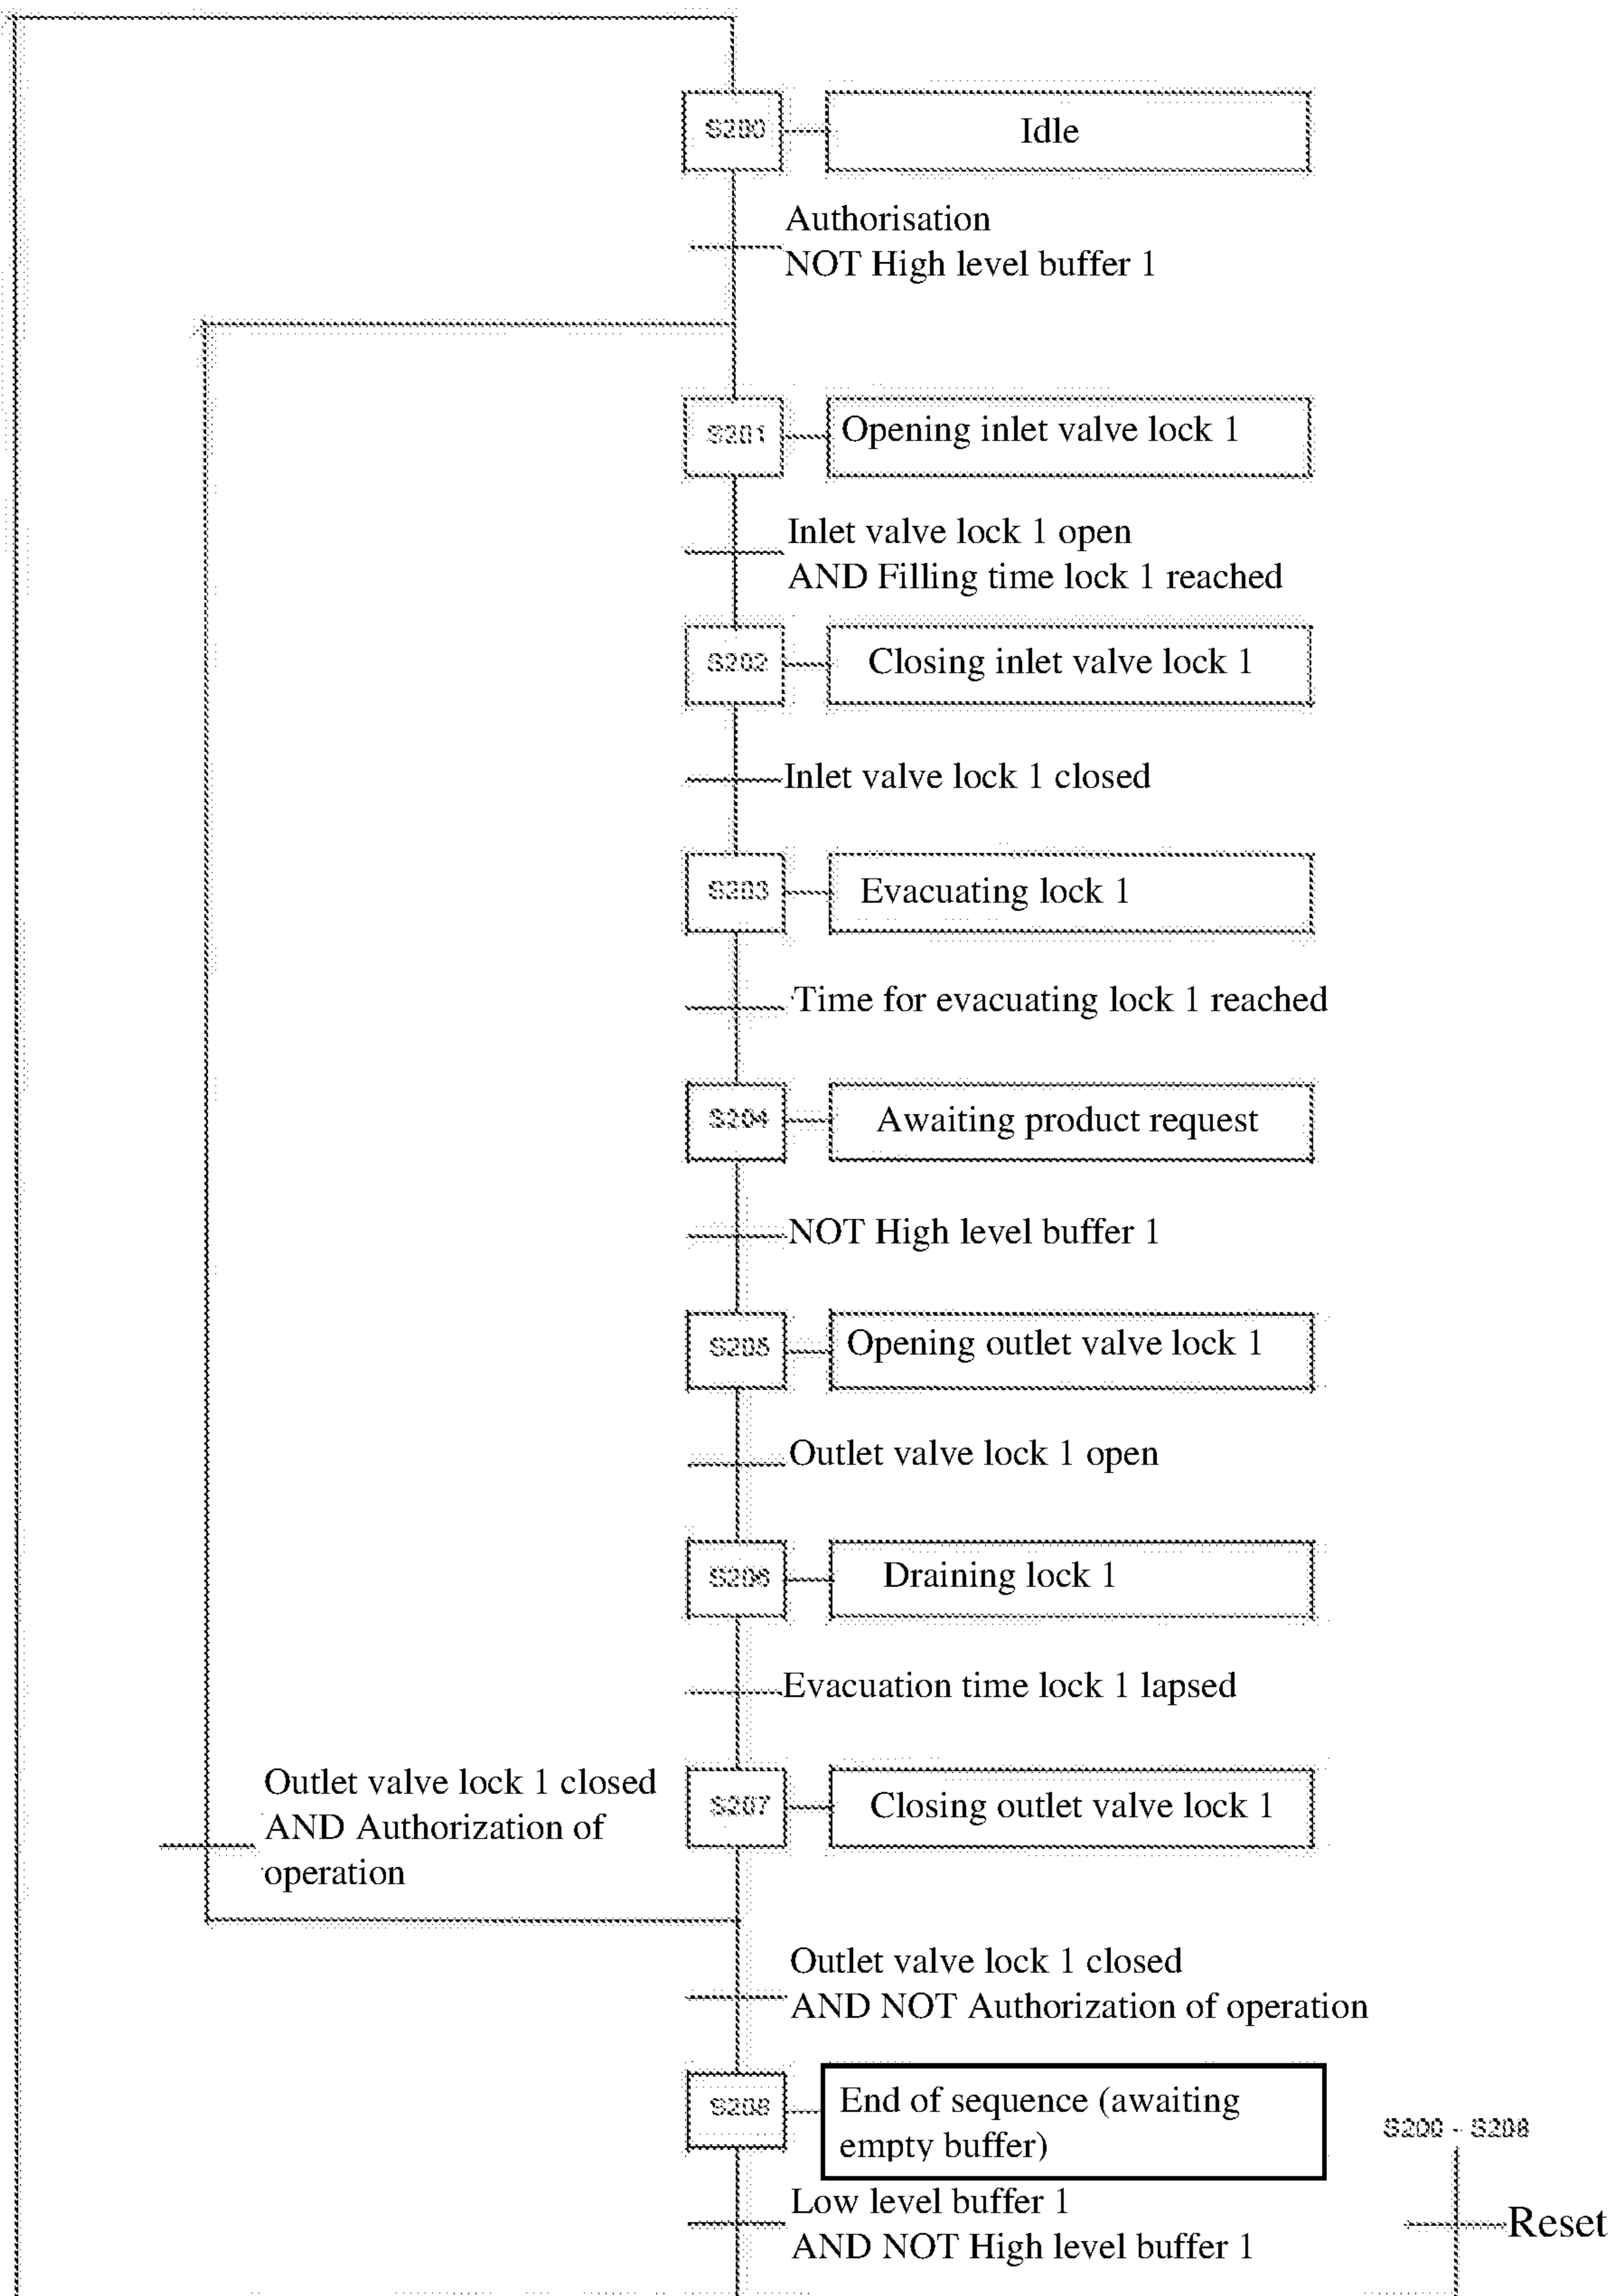 S200
Idle
Authorisation
NOT High level buffer 1
S201
Opening inlet valve lock 1
Inlet valve lock 1 open
AND Filling time lock 1 reached
S202
Closing inlet valve lock 1
Inlet valve lock 1 closed
S203
Evacuating lock 1
Time for evacuating lock 1 reached
S204
Awaiting product request
NOT High level buffer 1
S205
Opening outlet valve lock 1
Outlet valve lock 1 open
S206
Draining lock 1
Evacuation time lock 1 lapsed
S207
Closing outlet valve lock 1
Outlet valve lock 1 closed
AND Authorization of
operation
Outlet valve lock 1 closed
AND NOT Authorization of operation
S208
End of sequence (awaiting
empty buffer)
S200 - S208
Low level buffer 1
AND NOT High level buffer 1
Reset